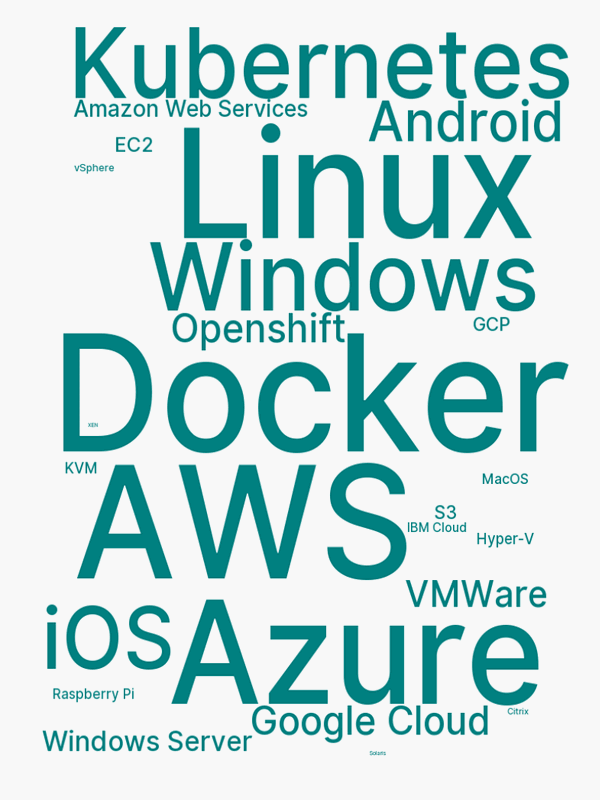 Kubernetes
Amazon Web Services
Android
EC2
Linux
vSphere
Windows
Openshift
GCP
Docker
XEN
KVM
AWS
MacOS
S3
IBM Cloud
Hyper-V
VMWare
iOS
Azure
Raspberry Pi
Citrix
Google Cloud
Windows Server
Solaris